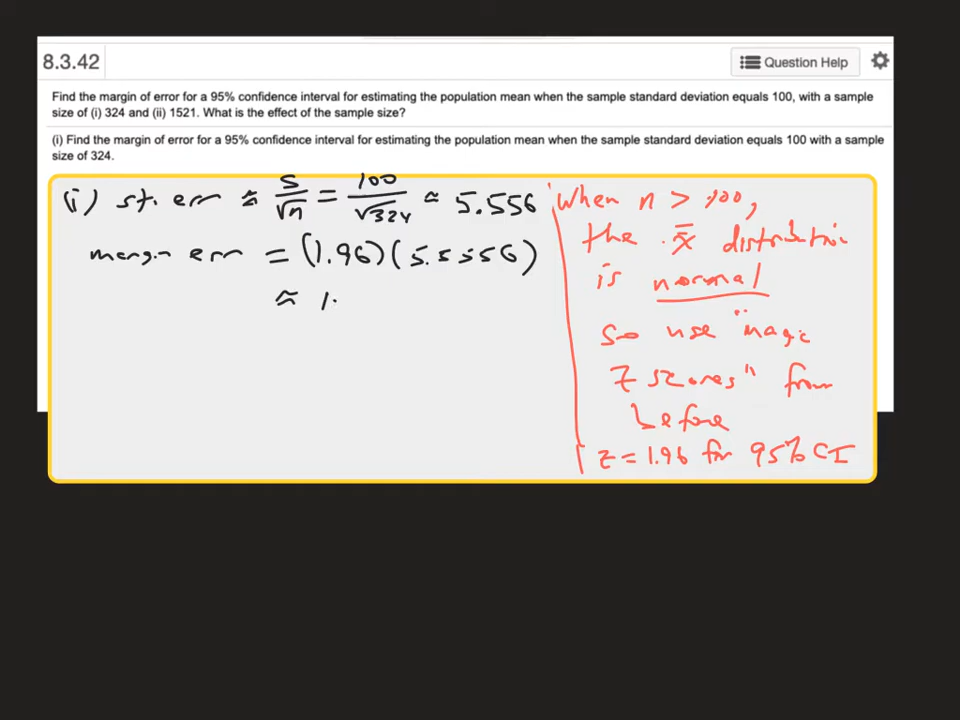 8.3.42
Question Help
Find the margin of error for a 95% confidence interval for estimating the population mean when the sample standard deviation equals 100, with a sample
size of (i) 324 and (ii) 1521. What is the effect of the sample size?
(i) Find the margin of error for a 95% confidence interval for estimating the population mean when the sample standard deviation equals 100 with a sample
size of 324.
(i) st. err ≈ s/√n = 100/√324 ≈ 5.556
margin err = (1.96)(5.5556)
≈ 1.
When n > 100,
the x̄ distribution
is normal
so use "magic
z scores" from
before
z = 1.96 for 95% CI